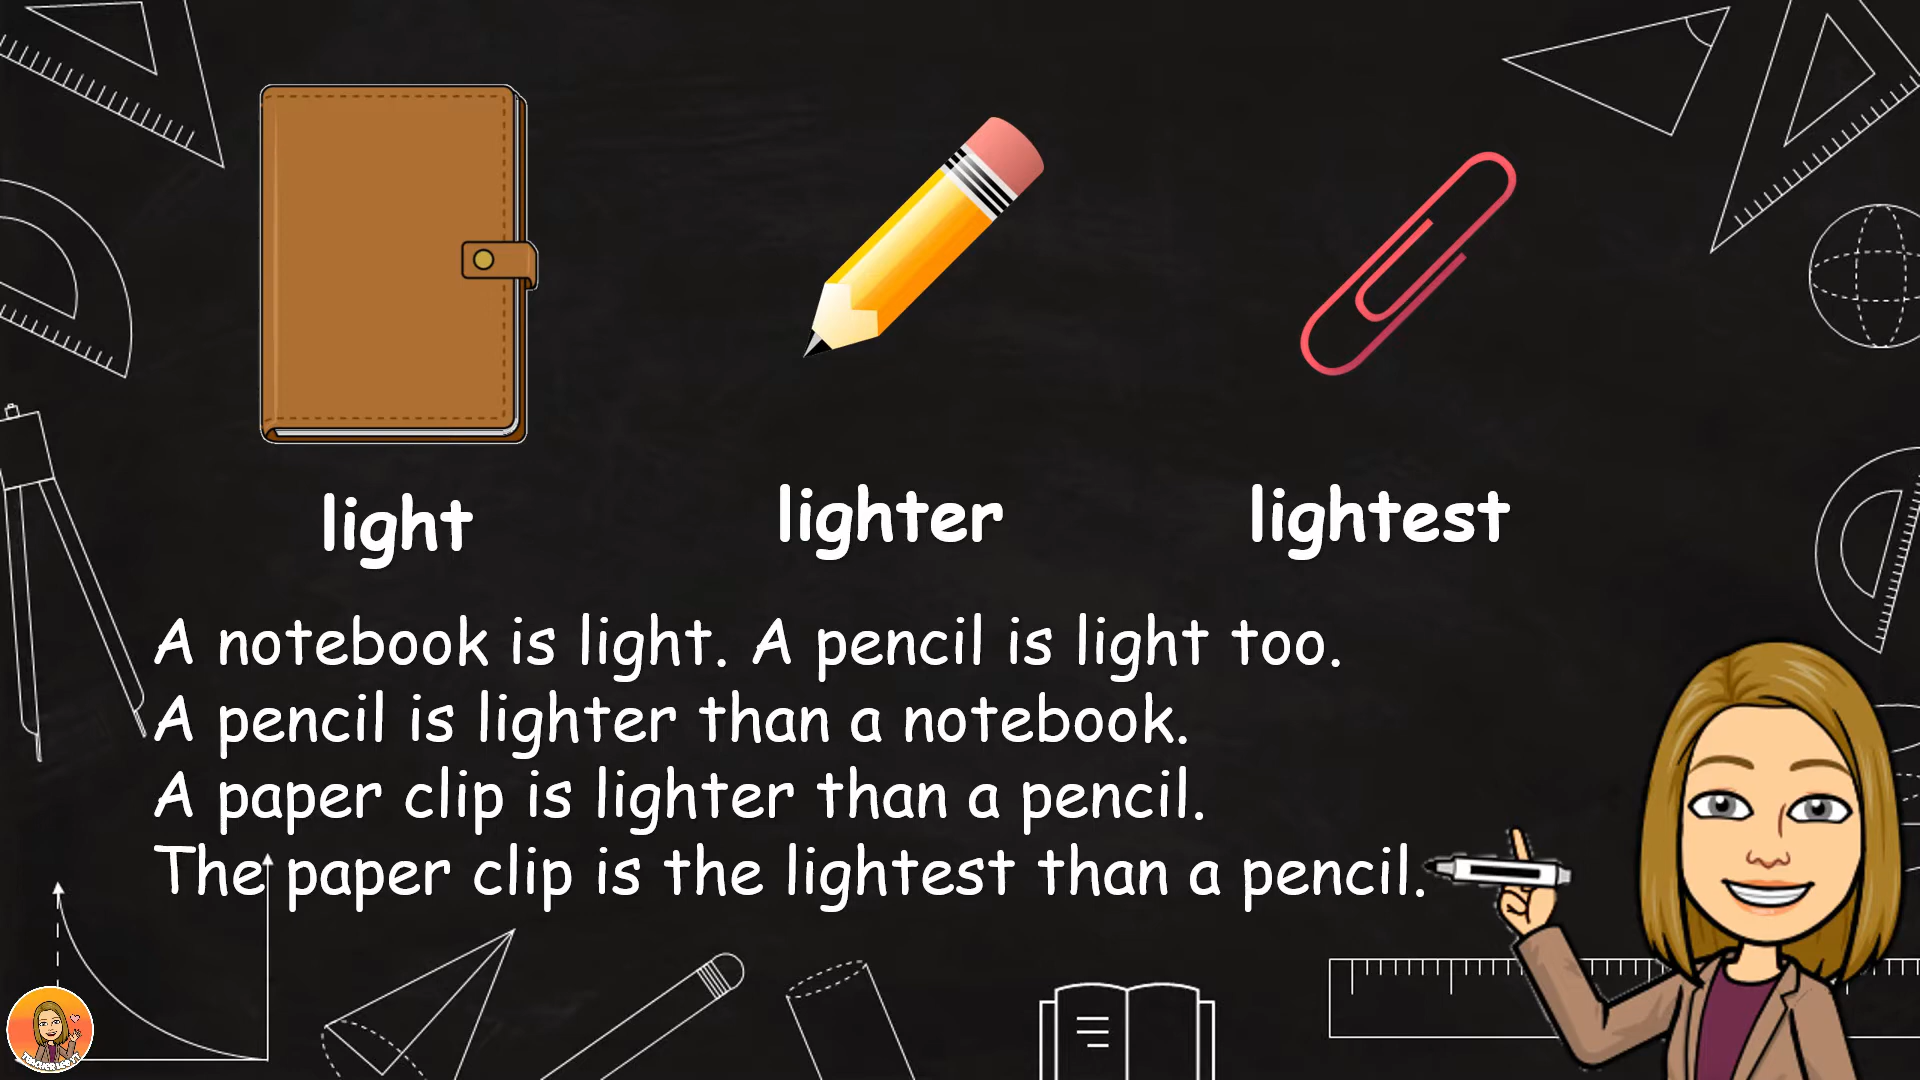 light
lighter
lightest
A notebook is light. A pencil is light too.
A pencil is lighter than a notebook.
A paper clip is lighter than a pencil.
The paper clip is the lightest than a pencil.